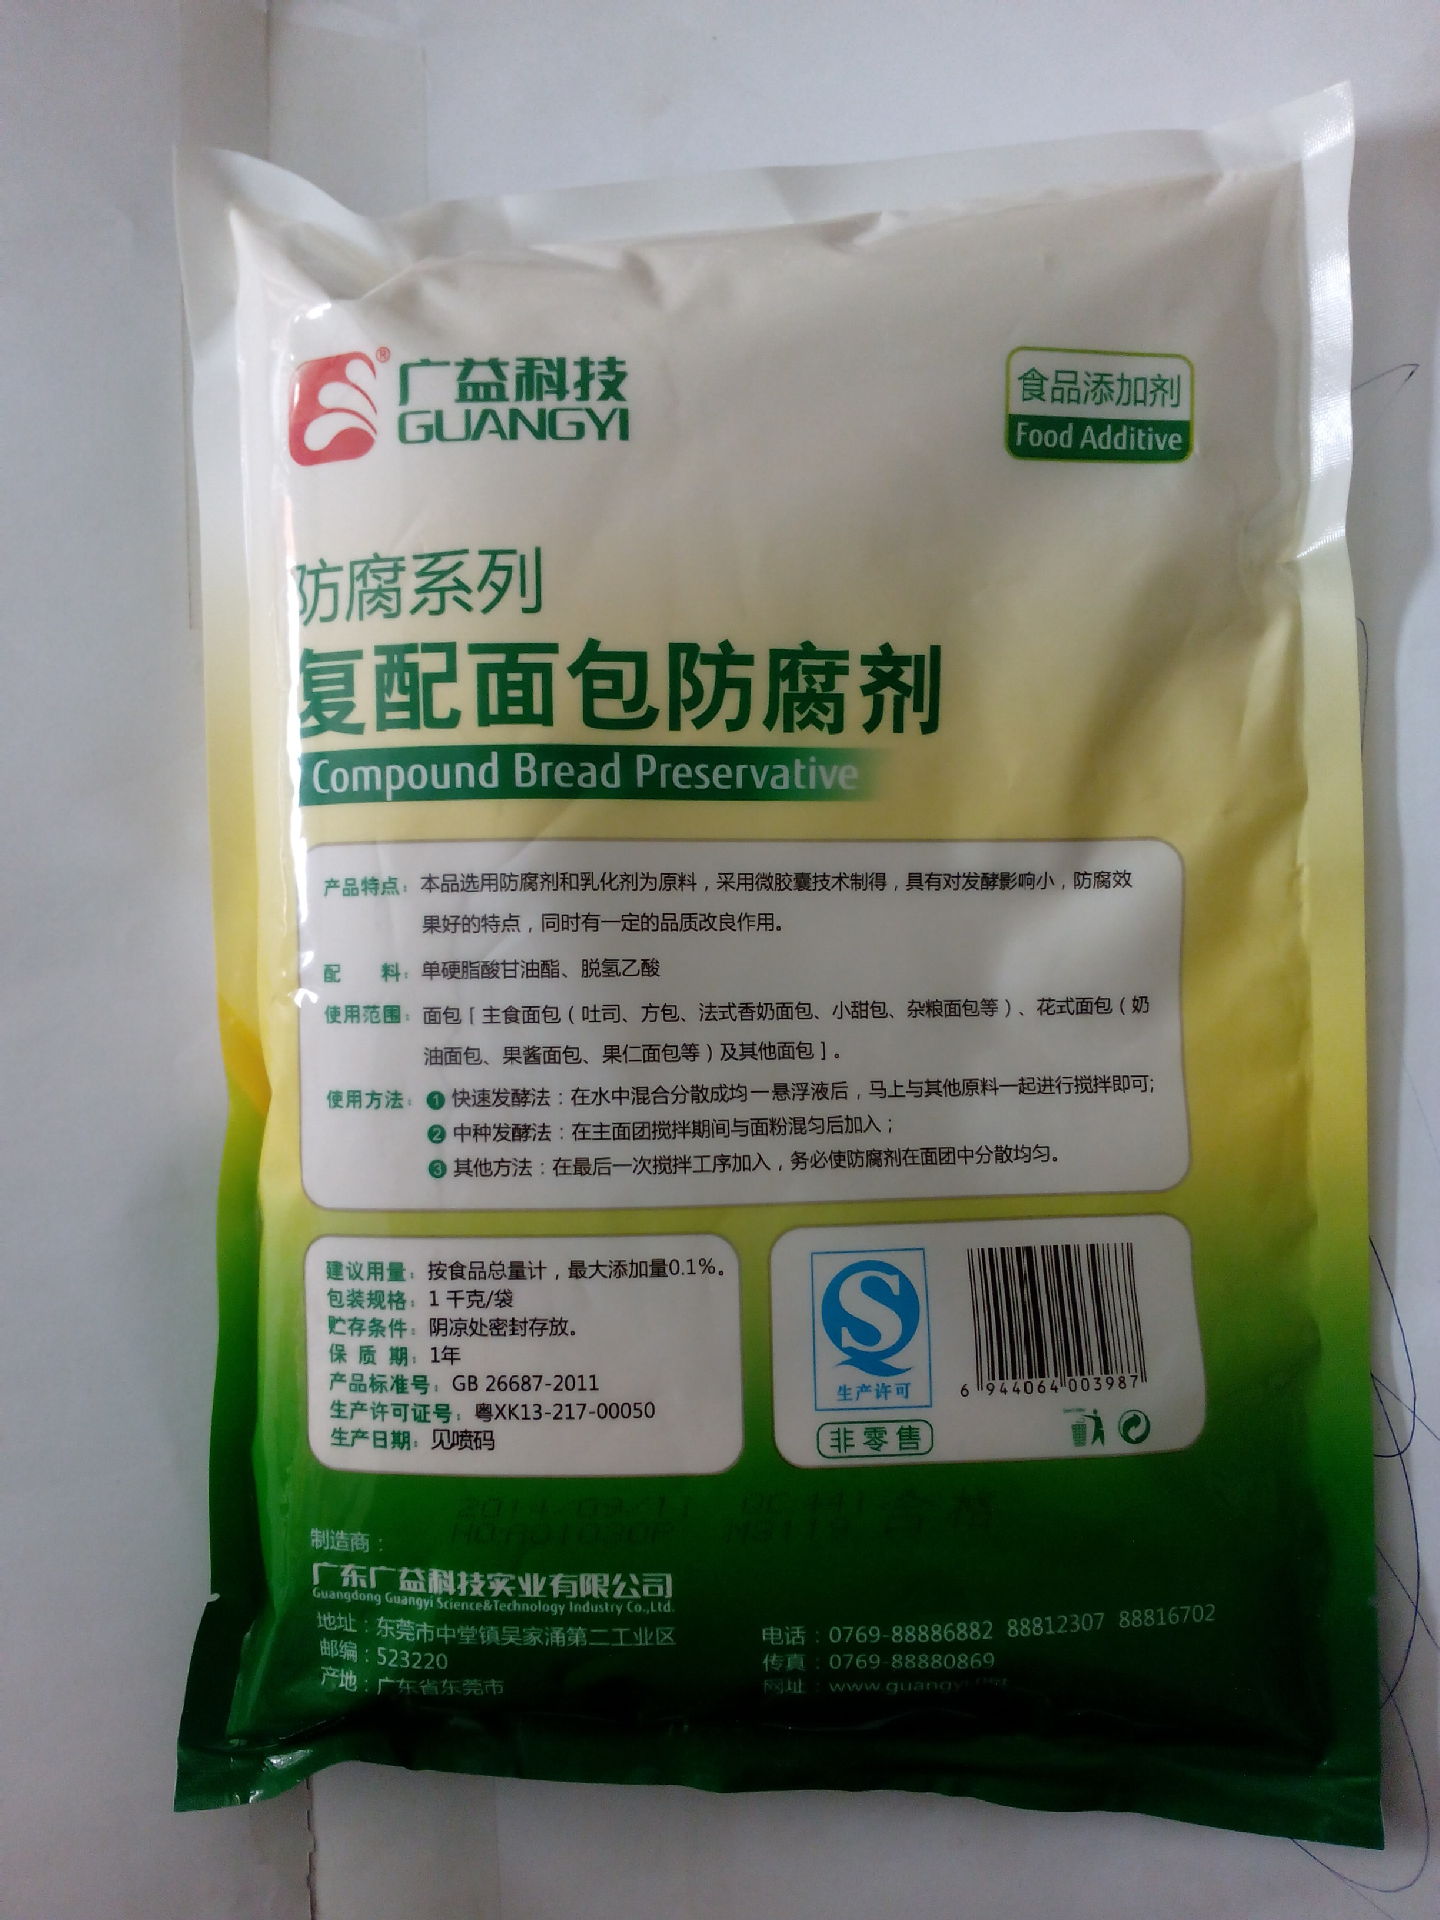 ®
广益科技
GUANGYI
食品添加剂
Food Additive
防腐系列
复配面包防腐剂
Compound Bread Preservative
产品特点：本品选用防腐剂和乳化剂为原料，采用微胶囊技术制得，具有对发酵影响小，防腐效
果好的特点，同时有一定的品质改良作用。
配 料：单硬脂酸甘油酯、脱氢乙酸
使用范围：面包[主食面包（吐司、方包、法式香奶面包、小甜包、杂粮面包等）、花式面包（奶
油面包、果酱面包、果仁面包等）及其他面包]。
使用方法：❶快速发酵法：在水中混合分散成均一悬浮液后，马上与其他原料一起进行搅拌即可；
❷中种发酵法：在主面团搅拌期间与面粉混匀后加入；
❸其他方法：在最后一次搅拌工序加入，务必使防腐剂在面团中分散均匀。
建议用量：按食品总量计，最大添加量0.1%。
包装规格：1 千克/袋
贮存条件：阴凉处密封存放。
保 质 期：1年
产品标准号：GB 26687-2011
生产许可证号：粤XK13-217-00050
生产日期：见喷码
生产许可
非零售
6 944064 003987
合格
制造商：
广东广益科技实业有限公司
Guangdong Guangyi Science&Technology Industry Co.,Ltd.
地址：东莞市中堂镇吴家涌第二工业区
邮编：523220
产地：广东省东莞市
电话：0769-88886882 88812307 88816702
传真：0769-88880869
网址：